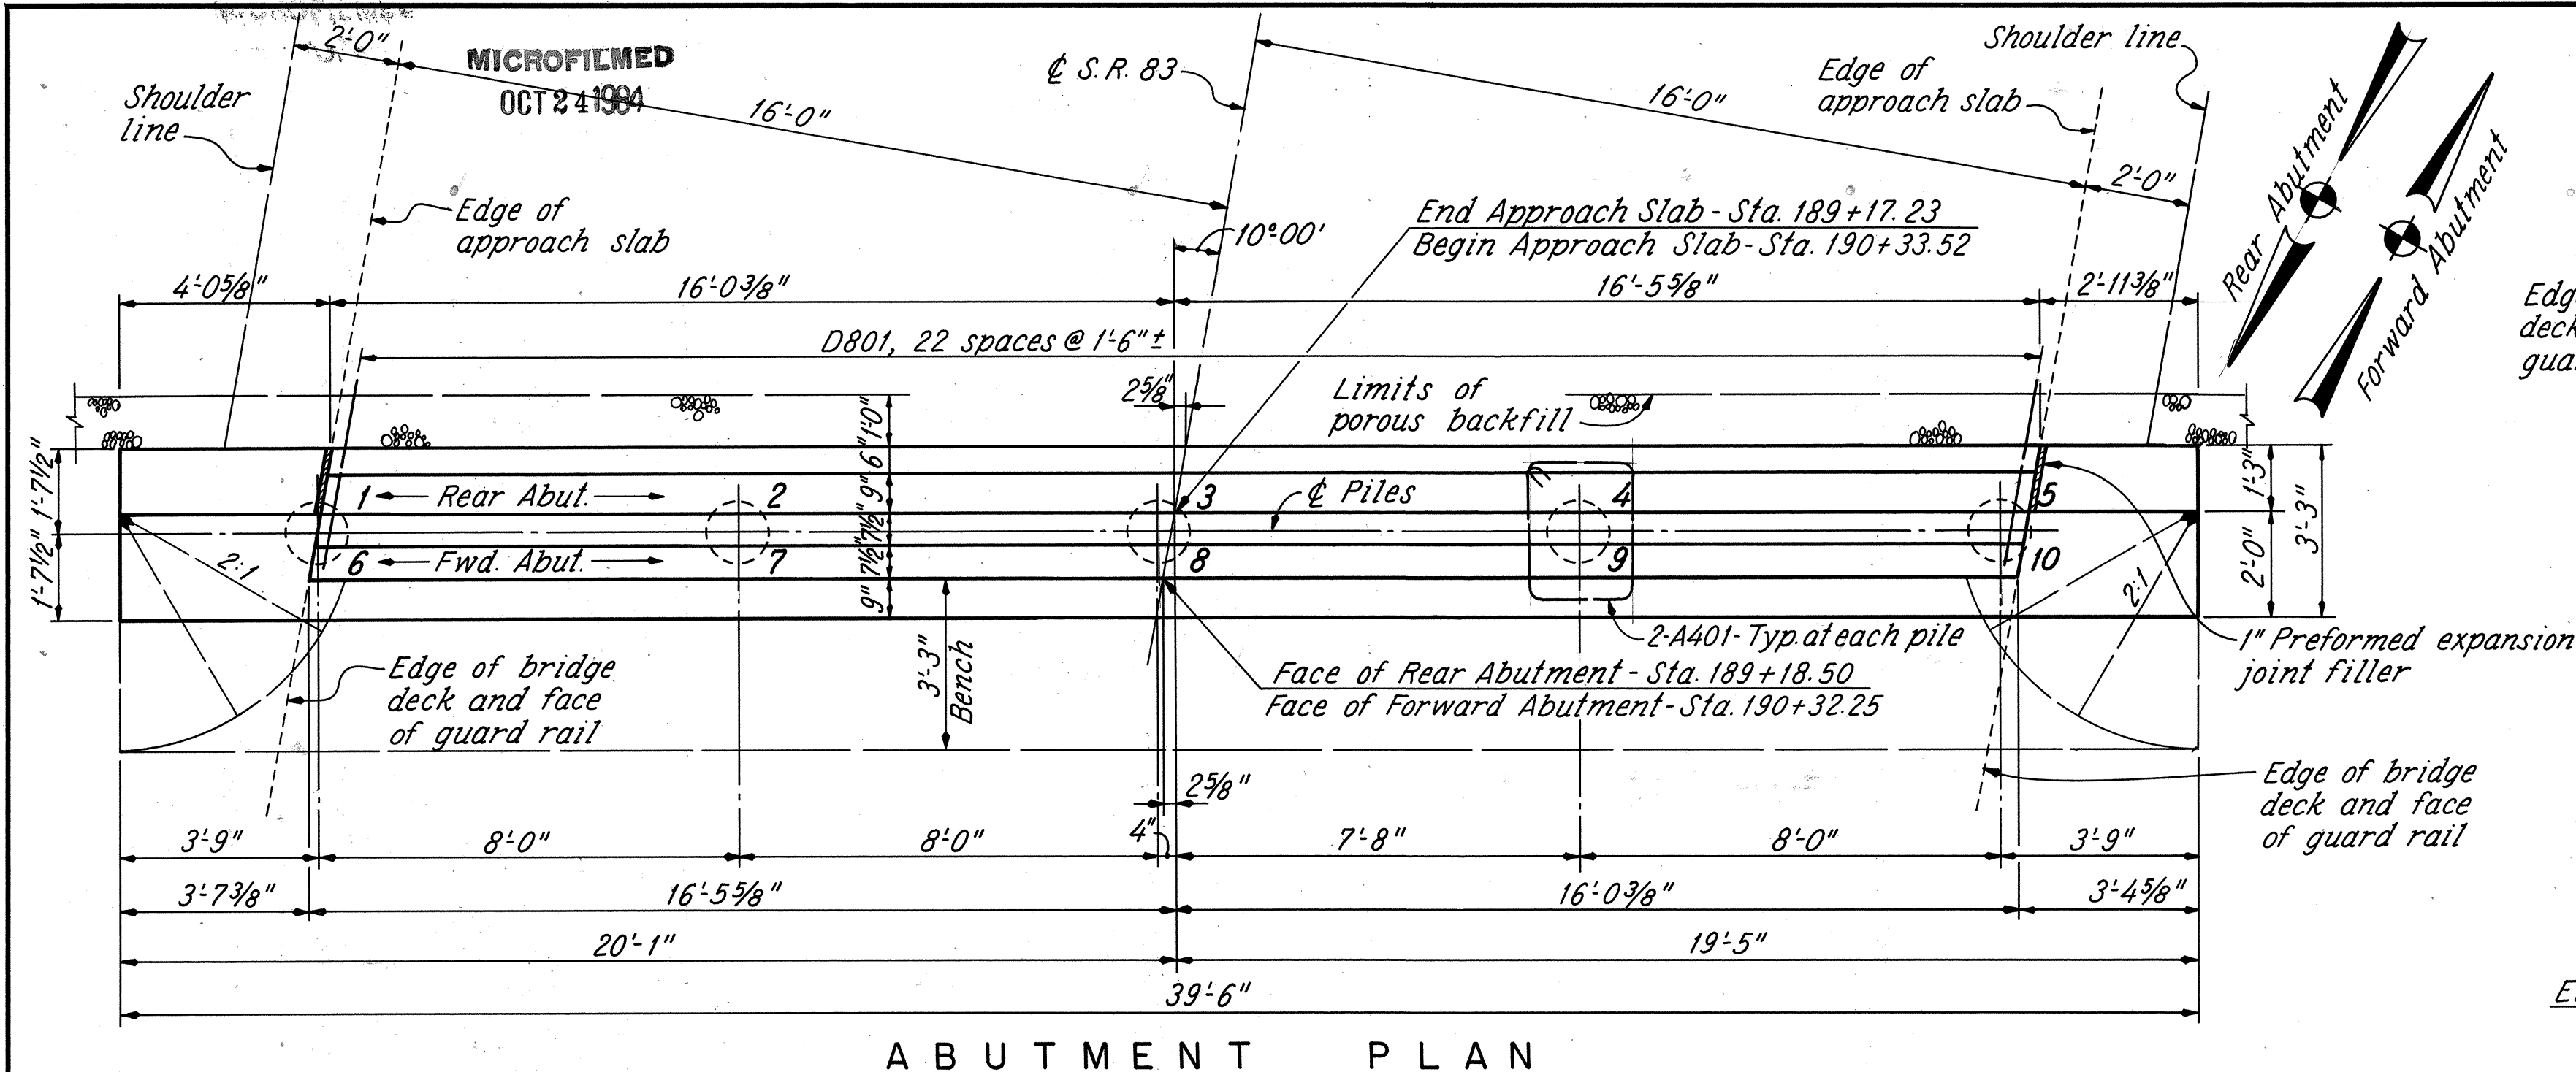 2'-0"
MICROFILMED
OCT 24 1984
Shoulder
line
16'-0"
℄ S.R. 83
16'-0"
Shoulder line
Edge of
approach slab
2'-0"
Edge of
approach slab
10°-00'
End Approach Slab - Sta. 189+17.23
Begin Approach Slab - Sta. 190+33.52
Rear Abutment
Forward Abutment
4'-0 5/8"
16'-0 3/8"
16'-5 5/8"
2'-11 3/8"
D801, 22 spaces @ 1'-6" ±
2 5/8"
Limits of
porous backfill
1'-0"
6"
9"
7 1/2"
7 1/2"
9"
1'-7 1/2"
1'-7 1/2"
1 Rear Abut. 2 3 ℄ Piles 4 5
6 Fwd. Abut. 7 8 9 10
2:1
2:1
1'-3"
2'-0"
3'-3"
3'-3"
Bench
2-A401-Typ. at each pile
1" Preformed expansion
joint filler
Edge of bridge
deck and face
of guard rail
Face of Rear Abutment - Sta. 189+18.50
Face of Forward Abutment - Sta. 190+32.25
Edge of bridge
deck and face
of guard rail
2 5/8"
4"
3'-9"
8'-0"
8'-0"
7'-8"
8'-0"
3'-9"
3'-7 3/8"
16'-5 5/8"
16'-0 3/8"
3'-4 5/8"
20'-1"
19'-5"
39'-6"
ABUTMENT PLAN
Edg
deck
gua